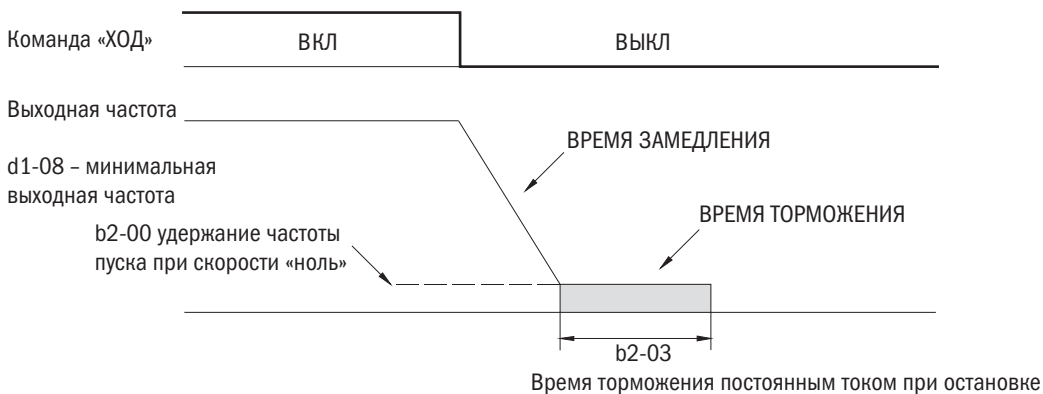 Команда «ХОД»
ВКЛ
ВЫКЛ
Выходная частота
ВРЕМЯ ЗАМЕДЛЕНИЯ
d1-08 – минимальная
выходная частота
ВРЕМЯ ТОРМОЖЕНИЯ
b2-00 удержание частоты
пуска при скорости «ноль»
b2-03
Время торможения постоянным током при остановке